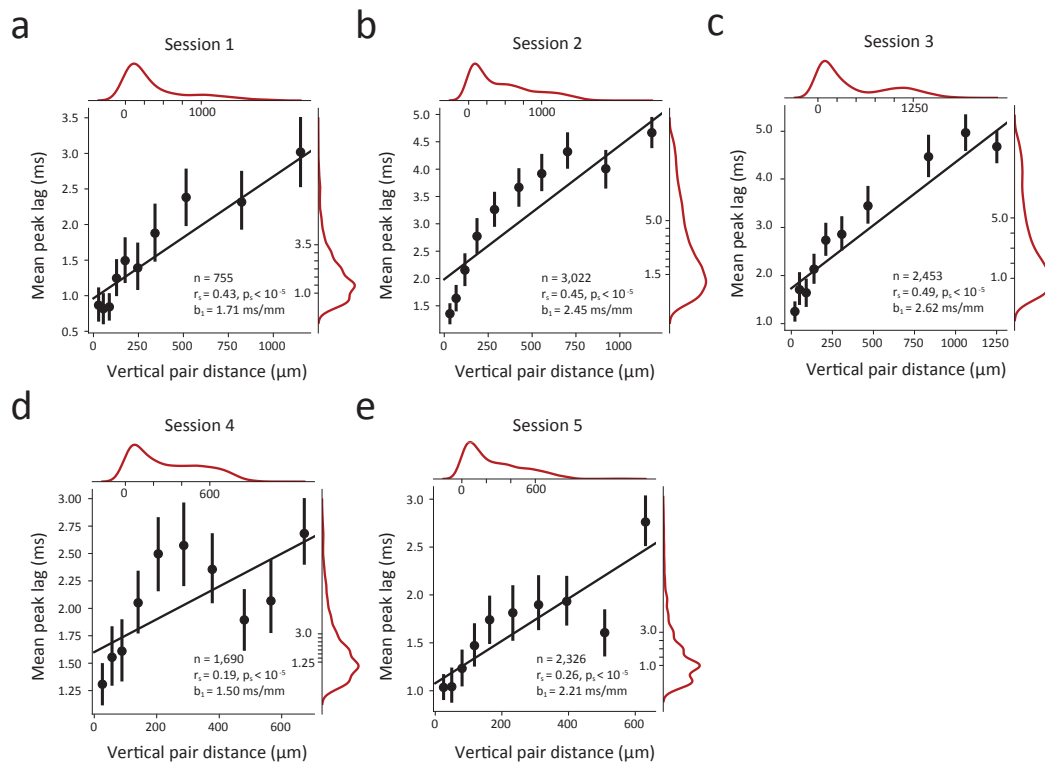 a
Session 1
0 1000
3.5
3.0
2.5
2.0
1.5
1.0
0.5
Mean peak lag (ms)
3.5
1.0
n = 755
rₛ = 0.43, pₛ < 10⁻⁵
b₁ = 1.71 ms/mm
0 250 500 750 1000
Vertical pair distance (µm)
b
Session 2
0 1000
5.0
4.5
4.0
3.5
3.0
2.5
2.0
1.5
Mean peak lag (ms)
5.0
1.5
n = 3,022
rₛ = 0.45, pₛ < 10⁻⁵
b₁ = 2.45 ms/mm
0 250 500 750 1000
Vertical pair distance (µm)
c
Session 3
0 1250
5.0
4.0
3.0
2.0
1.0
Mean peak lag (ms)
5.0
1.0
n = 2,453
rₛ = 0.49, pₛ < 10⁻⁵
b₁ = 2.62 ms/mm
0 250 500 750 1000 1250
Vertical pair distance (µm)
d
Session 4
0 600
3.00
2.75
2.50
2.25
2.00
1.75
1.50
1.25
Mean peak lag (ms)
3.0
1.25
n = 1,690
rₛ = 0.19, pₛ < 10⁻⁵
b₁ = 1.50 ms/mm
0 200 400 600
Vertical pair distance (µm)
e
Session 5
0 600
3.0
2.5
2.0
1.5
1.0
Mean peak lag (ms)
3.0
1.0
n = 2,326
rₛ = 0.26, pₛ < 10⁻⁵
b₁ = 2.21 ms/mm
0 200 400 600
Vertical pair distance (µm)